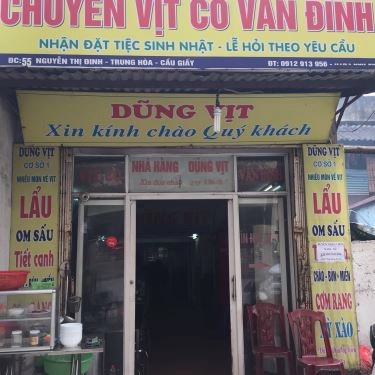 CHUYÊN VỊT CỎ VÂN ĐÌNH
NHẬN ĐẶT TIỆC SINH NHẬT - LỄ HỎI THEO YÊU CẦU
ĐC: 55 NGUYỄN THỊ ĐỊNH - TRUNG HÒA - CẦU GIẤY
ĐT: 0912 913 956
DŨNG VỊT
Xin kính chào Quý khách
NHÀ HÀNG DŨNG VỊT
DŨNG VỊT
CƠ SỞ 1
NHIỀU MÓN VỀ VỊT
LẨU
OM SẤU
Tiết canh
DŨNG VỊT
CƠ SỞ 1
NHIỀU MÓN VỀ VỊT
LẨU
OM SẤU
CHÁO - BÚN - MIẾN
CƠM RANG
XÀO